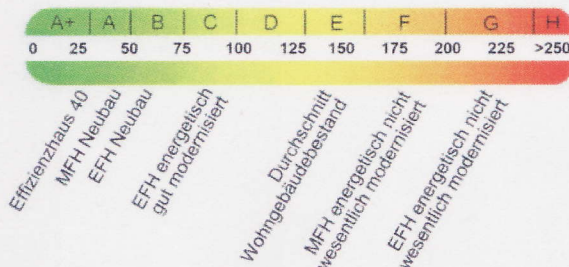 A+ A B C D E F G H
0 25 50 75 100 125 150 175 200 225 >250
Effizienzhaus 40
MFH Neubau
EFH Neubau
EFH energetisch
gut modernisiert
Durchschnitt
Wohngebäudebestand
MFH energetisch nicht
wesentlich modernisiert
EFH energetisch nicht
wesentlich modernisiert